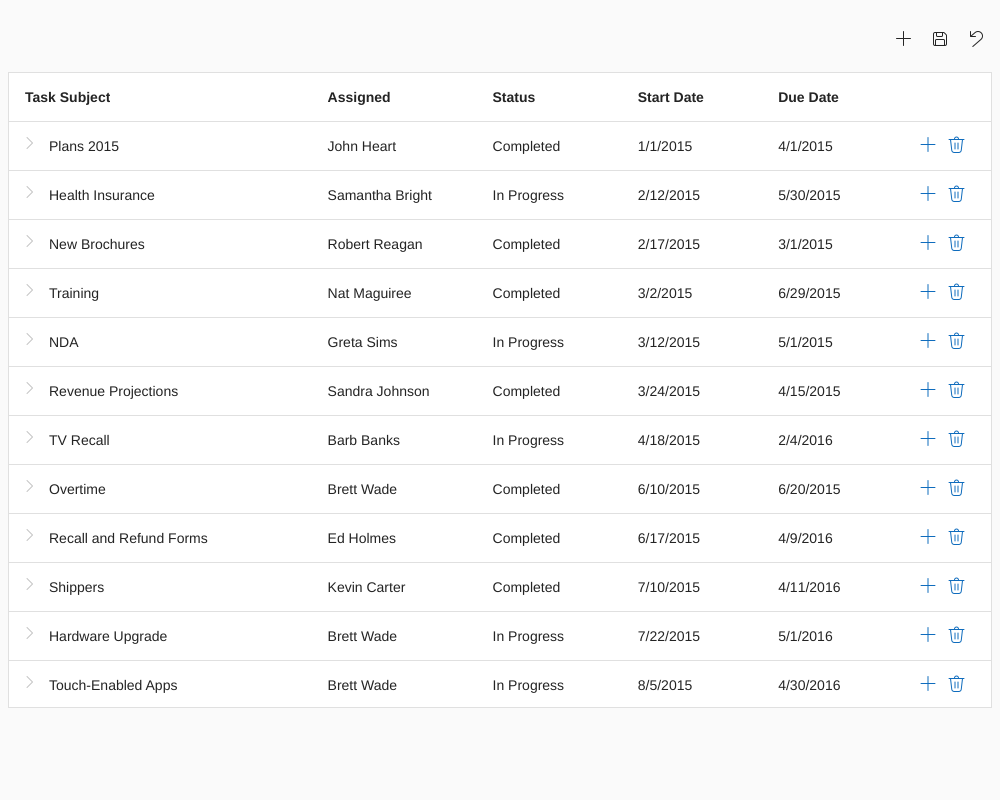 Task Subject Assigned Status Start Date Due Date
Plans 2015 John Heart Completed 1/1/2015 4/1/2015
Health Insurance Samantha Bright In Progress 2/12/2015 5/30/2015
New Brochures Robert Reagan Completed 2/17/2015 3/1/2015
Training Nat Maguiree Completed 3/2/2015 6/29/2015
NDA Greta Sims In Progress 3/12/2015 5/1/2015
Revenue Projections Sandra Johnson Completed 3/24/2015 4/15/2015
TV Recall Barb Banks In Progress 4/18/2015 2/4/2016
Overtime Brett Wade Completed 6/10/2015 6/20/2015
Recall and Refund Forms Ed Holmes Completed 6/17/2015 4/9/2016
Shippers Kevin Carter Completed 7/10/2015 4/11/2016
Hardware Upgrade Brett Wade In Progress 7/22/2015 5/1/2016
Touch-Enabled Apps Brett Wade In Progress 8/5/2015 4/30/2016